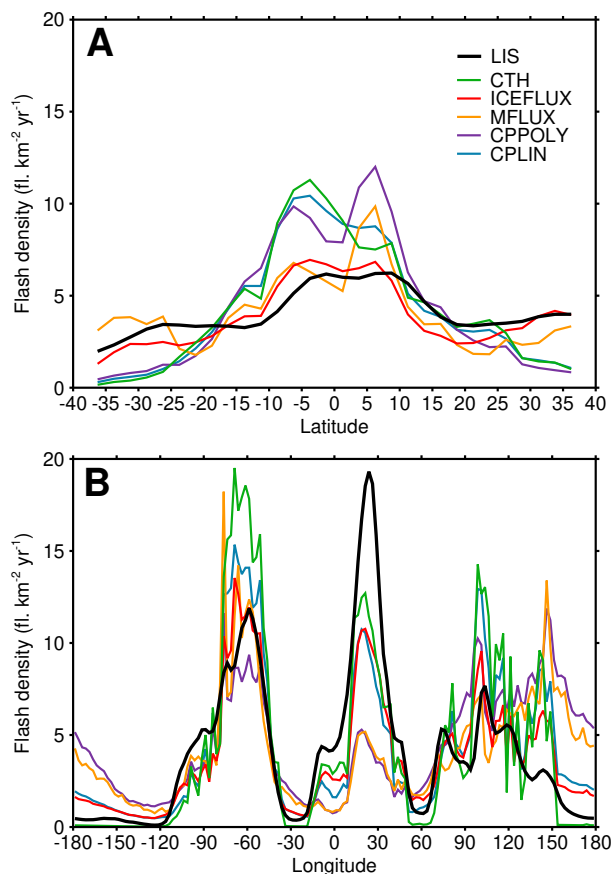 A
LIS
CTH
ICEFLUX
MFLUX
CPPOLY
CPLIN
Flash density (fl. km-2 yr-1)
20
15
10
5
0
-40 -35 -30 -25 -20 -15 -10 -5 0 5 10 15 20 25 30 35 40
Latitude
B
Flash density (fl. km-2 yr-1)
20
15
10
5
0
-180 -150 -120 -90 -60 -30 0 30 60 90 120 150 180
Longitude